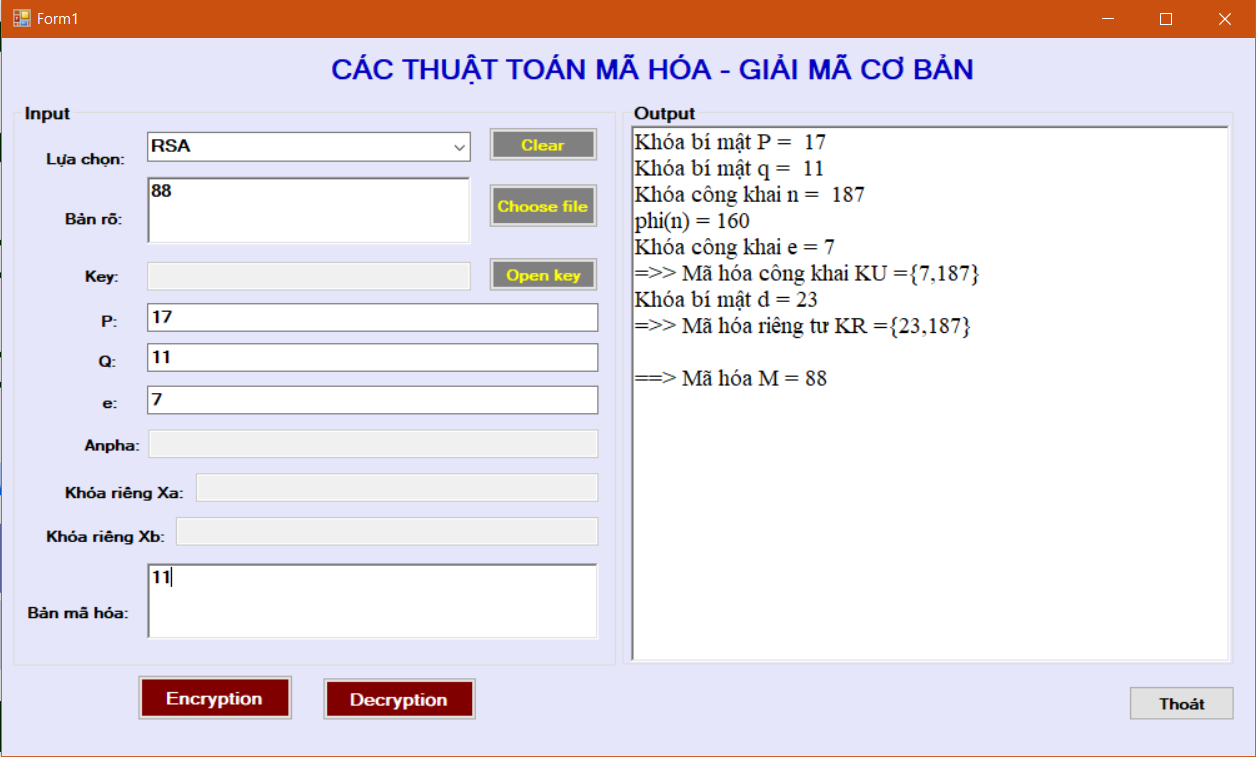 Form1
CÁC THUẬT TOÁN MÃ HÓA - GIẢI MÃ CƠ BẢN
Input
Lựa chọn:
RSA
Clear
Bản rõ:
88
Choose file
Key:
Open key
P:
17
Q:
11
e:
7
Anpha:
Khóa riêng Xa:
Khóa riêng Xb:
Bản mã hóa:
11
Encryption
Decryption
Output
Khóa bí mật P = 17
Khóa bí mật q = 11
Khóa công khai n = 187
phi(n) = 160
Khóa công khai e = 7
=>> Mã hóa công khai KU ={7,187}
Khóa bí mật d = 23
=>> Mã hóa riêng tư KR ={23,187}
==> Mã hóa M = 88
Thoát